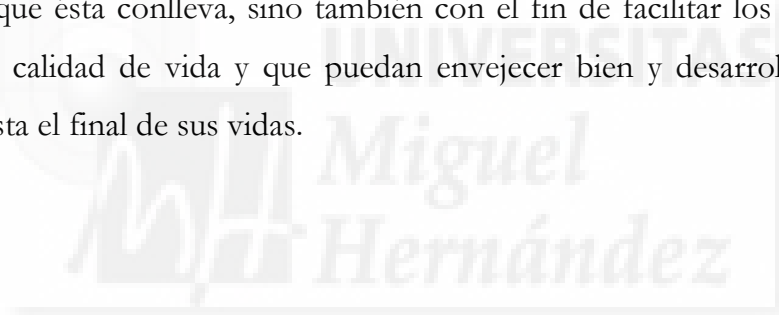 que ésta conlleva, sino también con el fin de facilitar los
calidad de vida y que puedan envejecer bien y desarrol
sta el final de sus vidas.
UNIVERSITAS
Miguel
Hernández